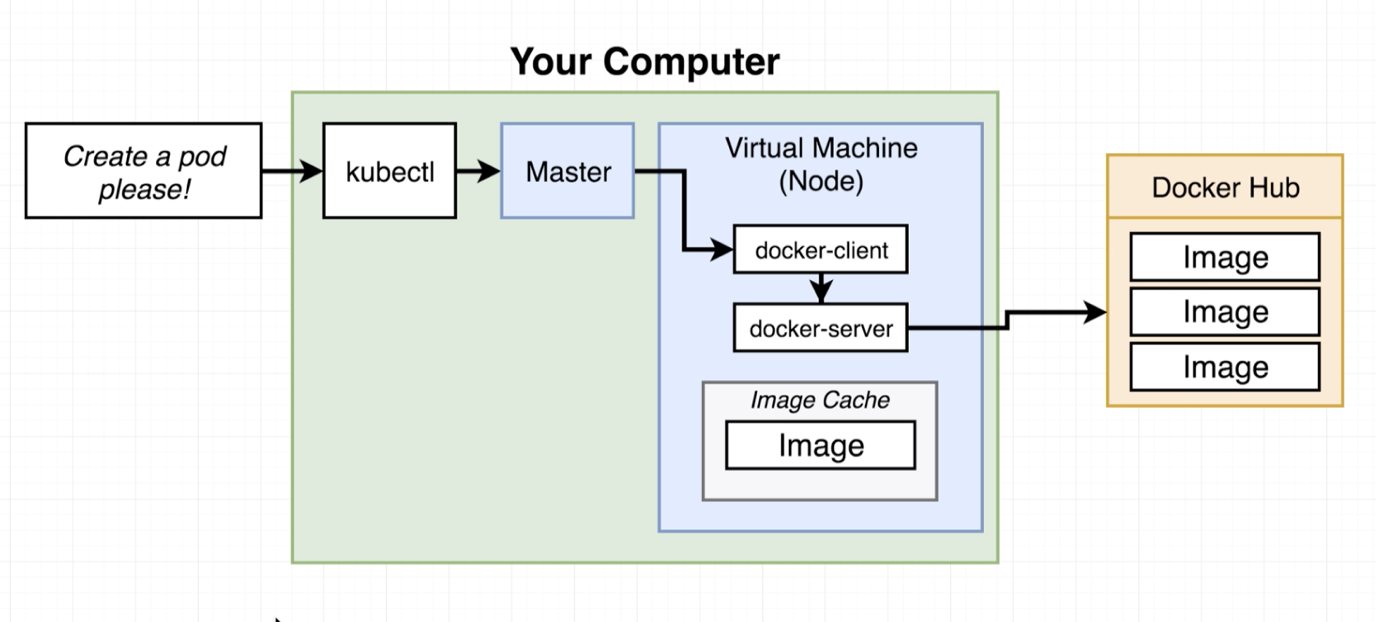 Your Computer
Create a pod
please!
kubectl
Master
Virtual Machine
(Node)
docker-client
docker-server
Image Cache
Image
Docker Hub
Image
Image
Image